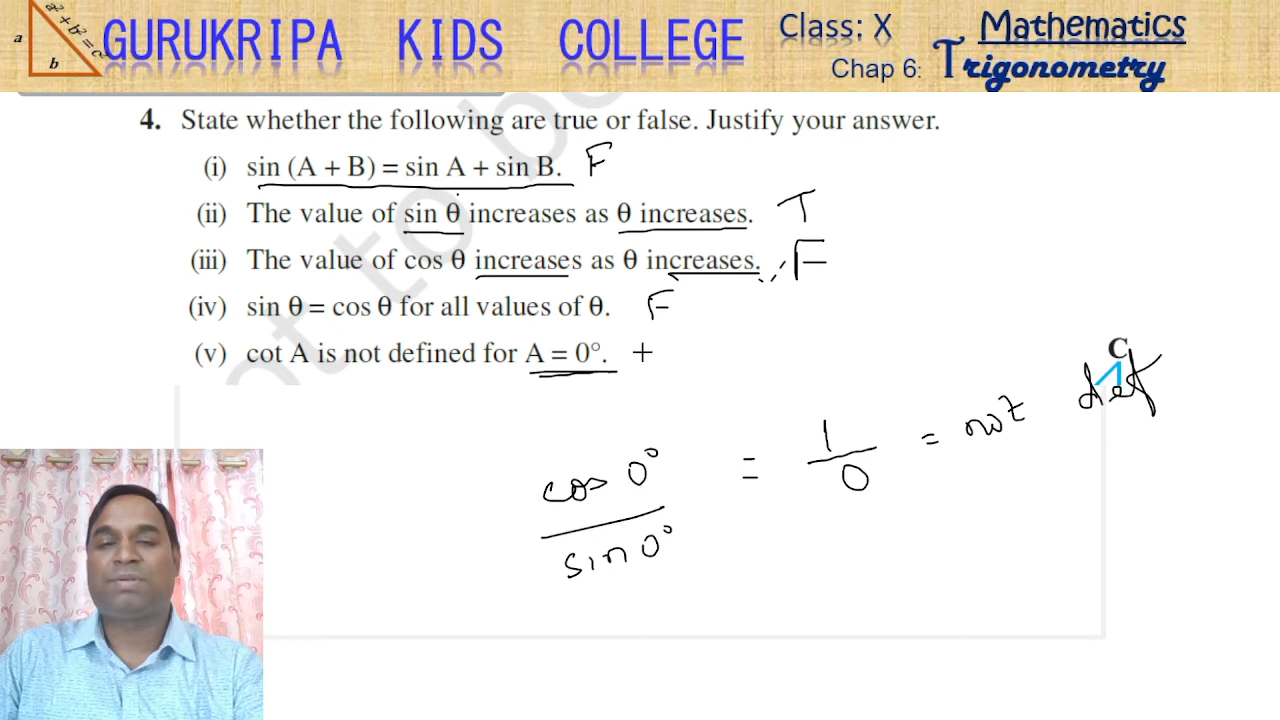 a² + b² = c²
a
b
GURUKRIPA KIDS COLLEGE
Class: X
Mathematics
Chap 6: Trigonometry
4. State whether the following are true or false. Justify your answer.
(i) sin (A + B) = sin A + sin B. F
(ii) The value of sin θ increases as θ increases. T
(iii) The value of cos θ increases as θ increases. F
(iv) sin θ = cos θ for all values of θ. F
(v) cot A is not defined for A = 0°. +
C
cos 0° = 1 = not def
sin 0° 0